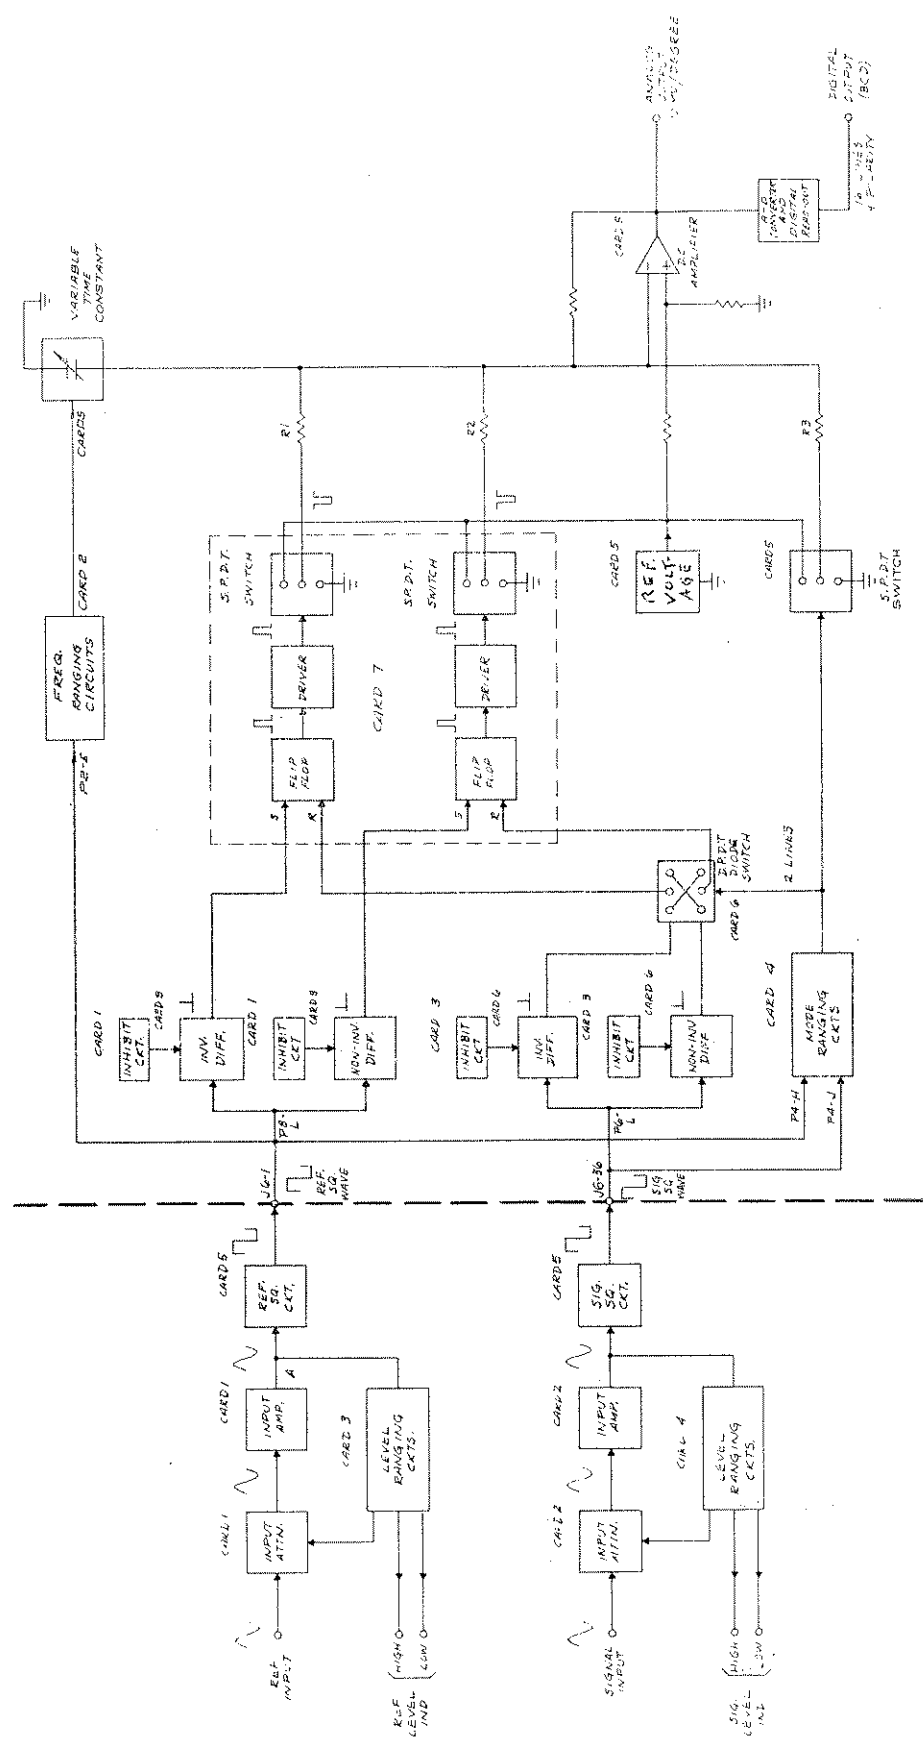 REF
INPUT
CARD 1
INPUT
ATTN.
CARD 1
INPUT
AMP.
A
CARD 5
REF.
SQ.
CKT.
J6-1
REF.
SQ.
WAVE
CARD 3
LEVEL
RANGING
CKTS.
HIGH
LOW
REF
LEVEL
IND
SIGNAL
INPUT
CARD 2
INPUT
ATTN.
CARD 2
INPUT
AMP.
CARD 5
SIG.
SQ.
CKT.
J6-36
SIG
SQ
WAVE
4
LEVEL
RANGING
CKTS.
HIGH
LOW
SIG.
LEVEL
IND
P8-
L
CARD 1
INHIBIT
CKT.
CARD 8
INV.
DIFF.
CARD 1
INHIBIT
CKT
CARD 8
NON-INV.
DIFF.
P6-
L
CARD 3
INHIBIT
CKT
CARD 6
INV.
DIFF.
CARD 3
INHIBIT
CKT
CARD 6
NON-INV
DIFF
P4-H
P4-J
CARD 4
MODE
RANGING
CKTS
2 LINES
CARD 6
D.P.D.T
DIODE
SWITCH
P2-5
FREQ.
RANGING
CIRCUITS
CARD 2
CARD 5
VARIABLE
TIME
CONSTANT
S
R
FLIP
FLOP
DRIVER
S.P.D.T.
SWITCH
CARD 7
S
R
FLIP
FLOP
DRIVER
S.P.D.T.
SWITCH
R1
R2
R3
CARD 5
REF.
VOLT-
AGE
CARD 5
S.P.D.T
SWITCH
CARD 5
DC
AMPLIFIER
ANALOG
OUTPUT
/DEGREE
A-D
CONVERTER
AND
DIGITAL
READ-OUT
DIGITAL
OUTPUT
(BCD)